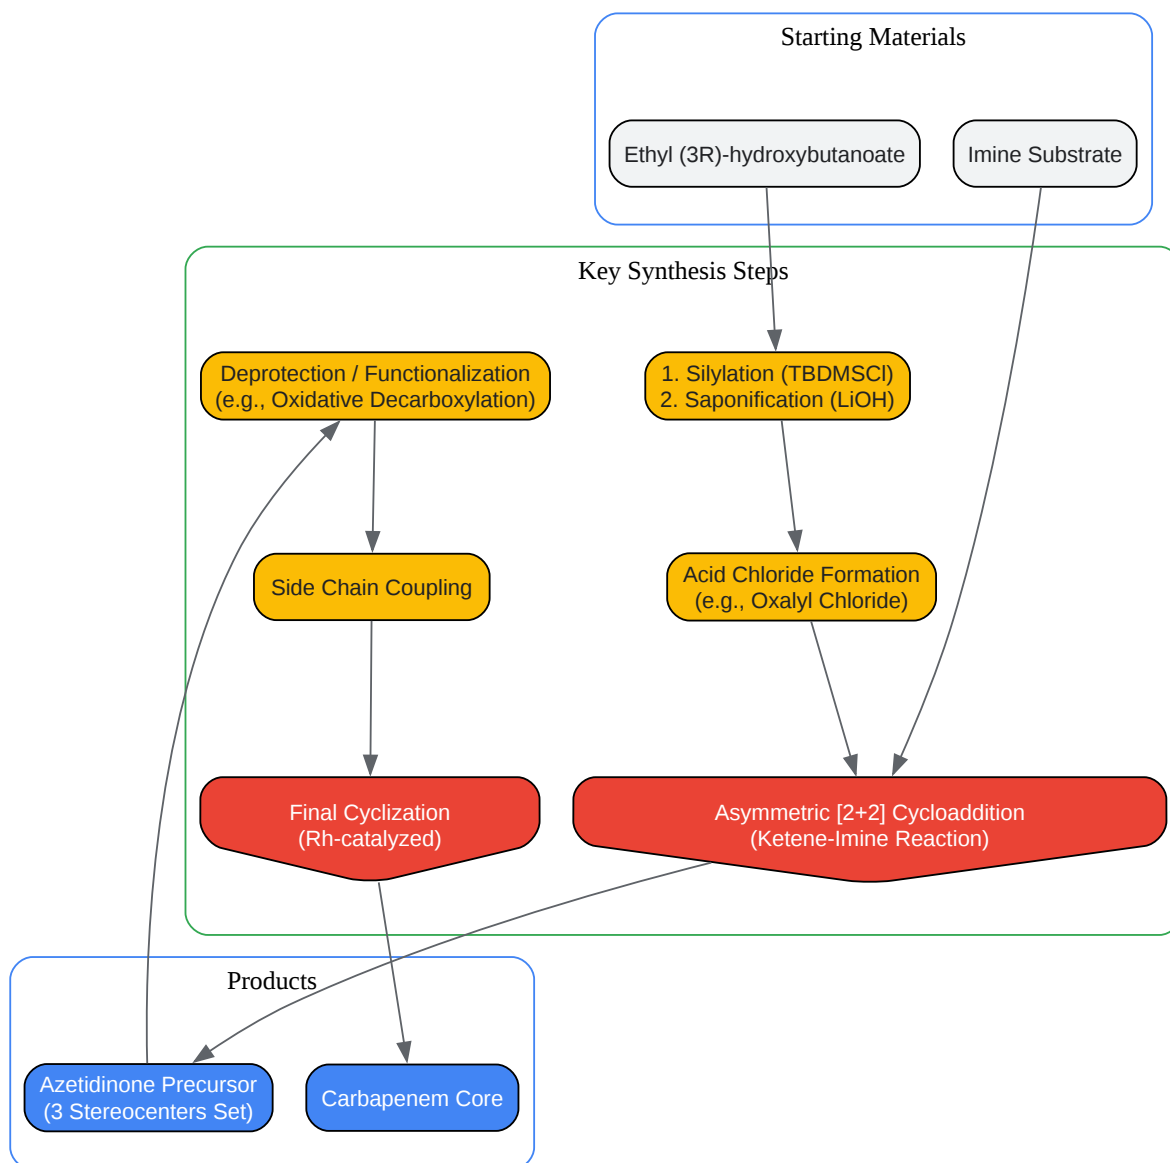 Starting Materials
Ethyl (3R)-hydroxybutanoate
Imine Substrate
Key Synthesis Steps
Deprotection / Functionalization
(e.g., Oxidative Decarboxylation)
1. Silylation (TBDMSCl)
2. Saponification (LiOH)
Side Chain Coupling
Acid Chloride Formation
(e.g., Oxalyl Chloride)
Final Cyclization
(Rh-catalyzed)
Asymmetric [2+2] Cycloaddition
(Ketene-Imine Reaction)
Products
Azetidinone Precursor
(3 Stereocenters Set)
Carbapenem Core